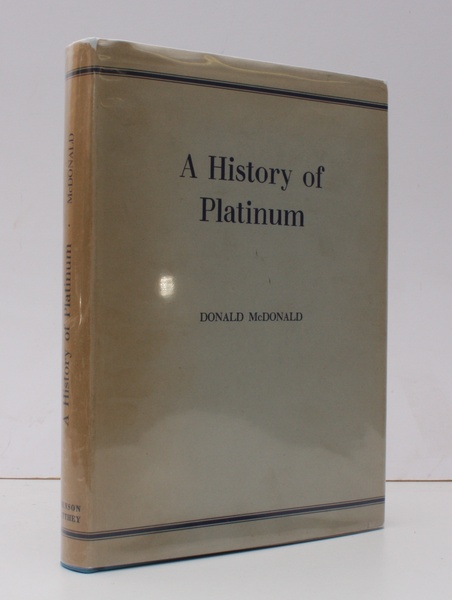 A History of
Platinum
DONALD McDONALD
A History of Platinum · McDONALD